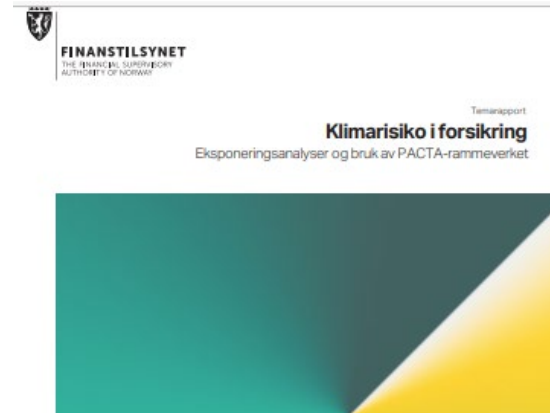 FINANSTILSYNET
THE FINANCIAL SUPERVISORY
AUTHORITY OF NORWAY
Temarapport
Klimarisiko i forsikring
Eksponeringsanalyser og bruk av PACTA-rammeverket